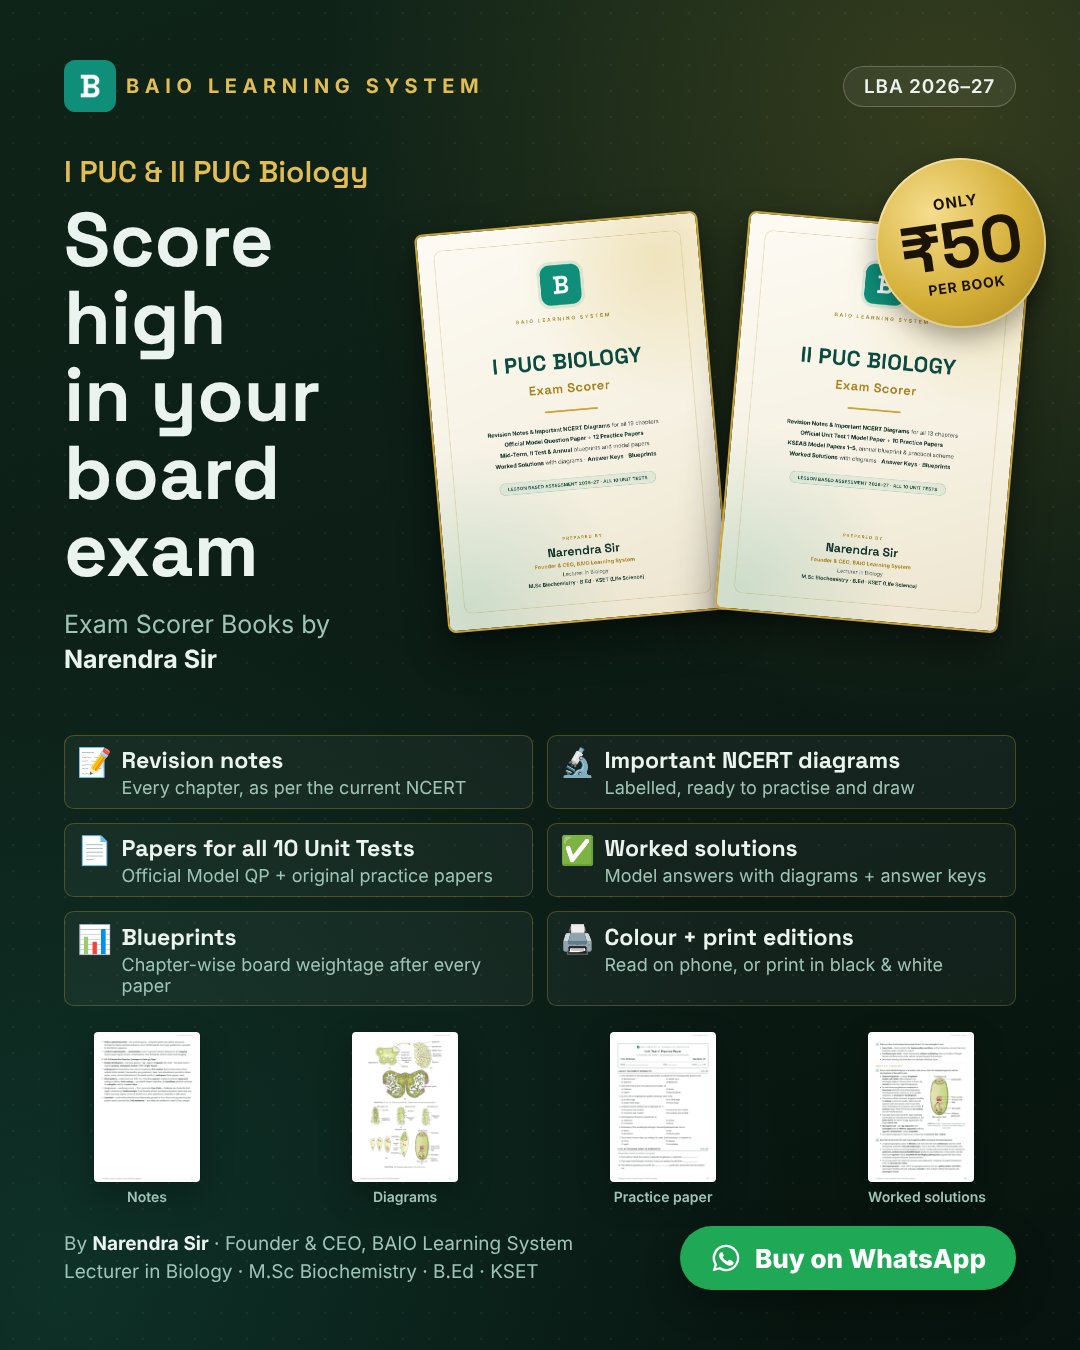 B BAIO LEARNING SYSTEM
LBA 2026–27
I PUC & II PUC Biology
Score
high
in your
board
exam
Exam Scorer Books by
Narendra Sir
ONLY
₹50
PER BOOK
B
BAIO LEARNING SYSTEM
I PUC BIOLOGY
Exam Scorer
Revision Notes & Important NCERT Diagrams for all 19 chapters
Official Model Question Paper + 12 Practice Papers
Mid-Term, II Test & Annual blueprints and model papers
Worked Solutions with diagrams · Answer Keys · Blueprints
LESSON BASED ASSESSMENT 2026–27 · ALL 10 UNIT TESTS
PREPARED BY
Narendra Sir
Founder & CEO, BAIO Learning System
Lecturer in Biology
M.Sc Biochemistry · B.Ed · KSET (Life Science)
B
BAIO LEARNING SYSTEM
II PUC BIOLOGY
Exam Scorer
Revision Notes & Important NCERT Diagrams for all 13 chapters
Official Unit Test 1 Model Paper + 10 Practice Papers
KSEAB Model Papers 1–5, annual blueprint & practical scheme
Worked Solutions with diagrams · Answer Keys · Blueprints
LESSON BASED ASSESSMENT 2026–27 · ALL 10 UNIT TESTS
PREPARED BY
Narendra Sir
Founder & CEO, BAIO Learning System
Lecturer in Biology
M.Sc Biochemistry · B.Ed · KSET (Life Science)
Revision notes
Every chapter, as per the current NCERT
Important NCERT diagrams
Labelled, ready to practise and draw
Papers for all 10 Unit Tests
Official Model QP + original practice papers
Worked solutions
Model answers with diagrams + answer keys
Blueprints
Chapter-wise board weightage after every
paper
Colour + print editions
Read on phone, or print in black & white
Notes
Diagrams
Practice paper
Worked solutions
By Narendra Sir · Founder & CEO, BAIO Learning System
Lecturer in Biology · M.Sc Biochemistry · B.Ed · KSET
Buy on WhatsApp